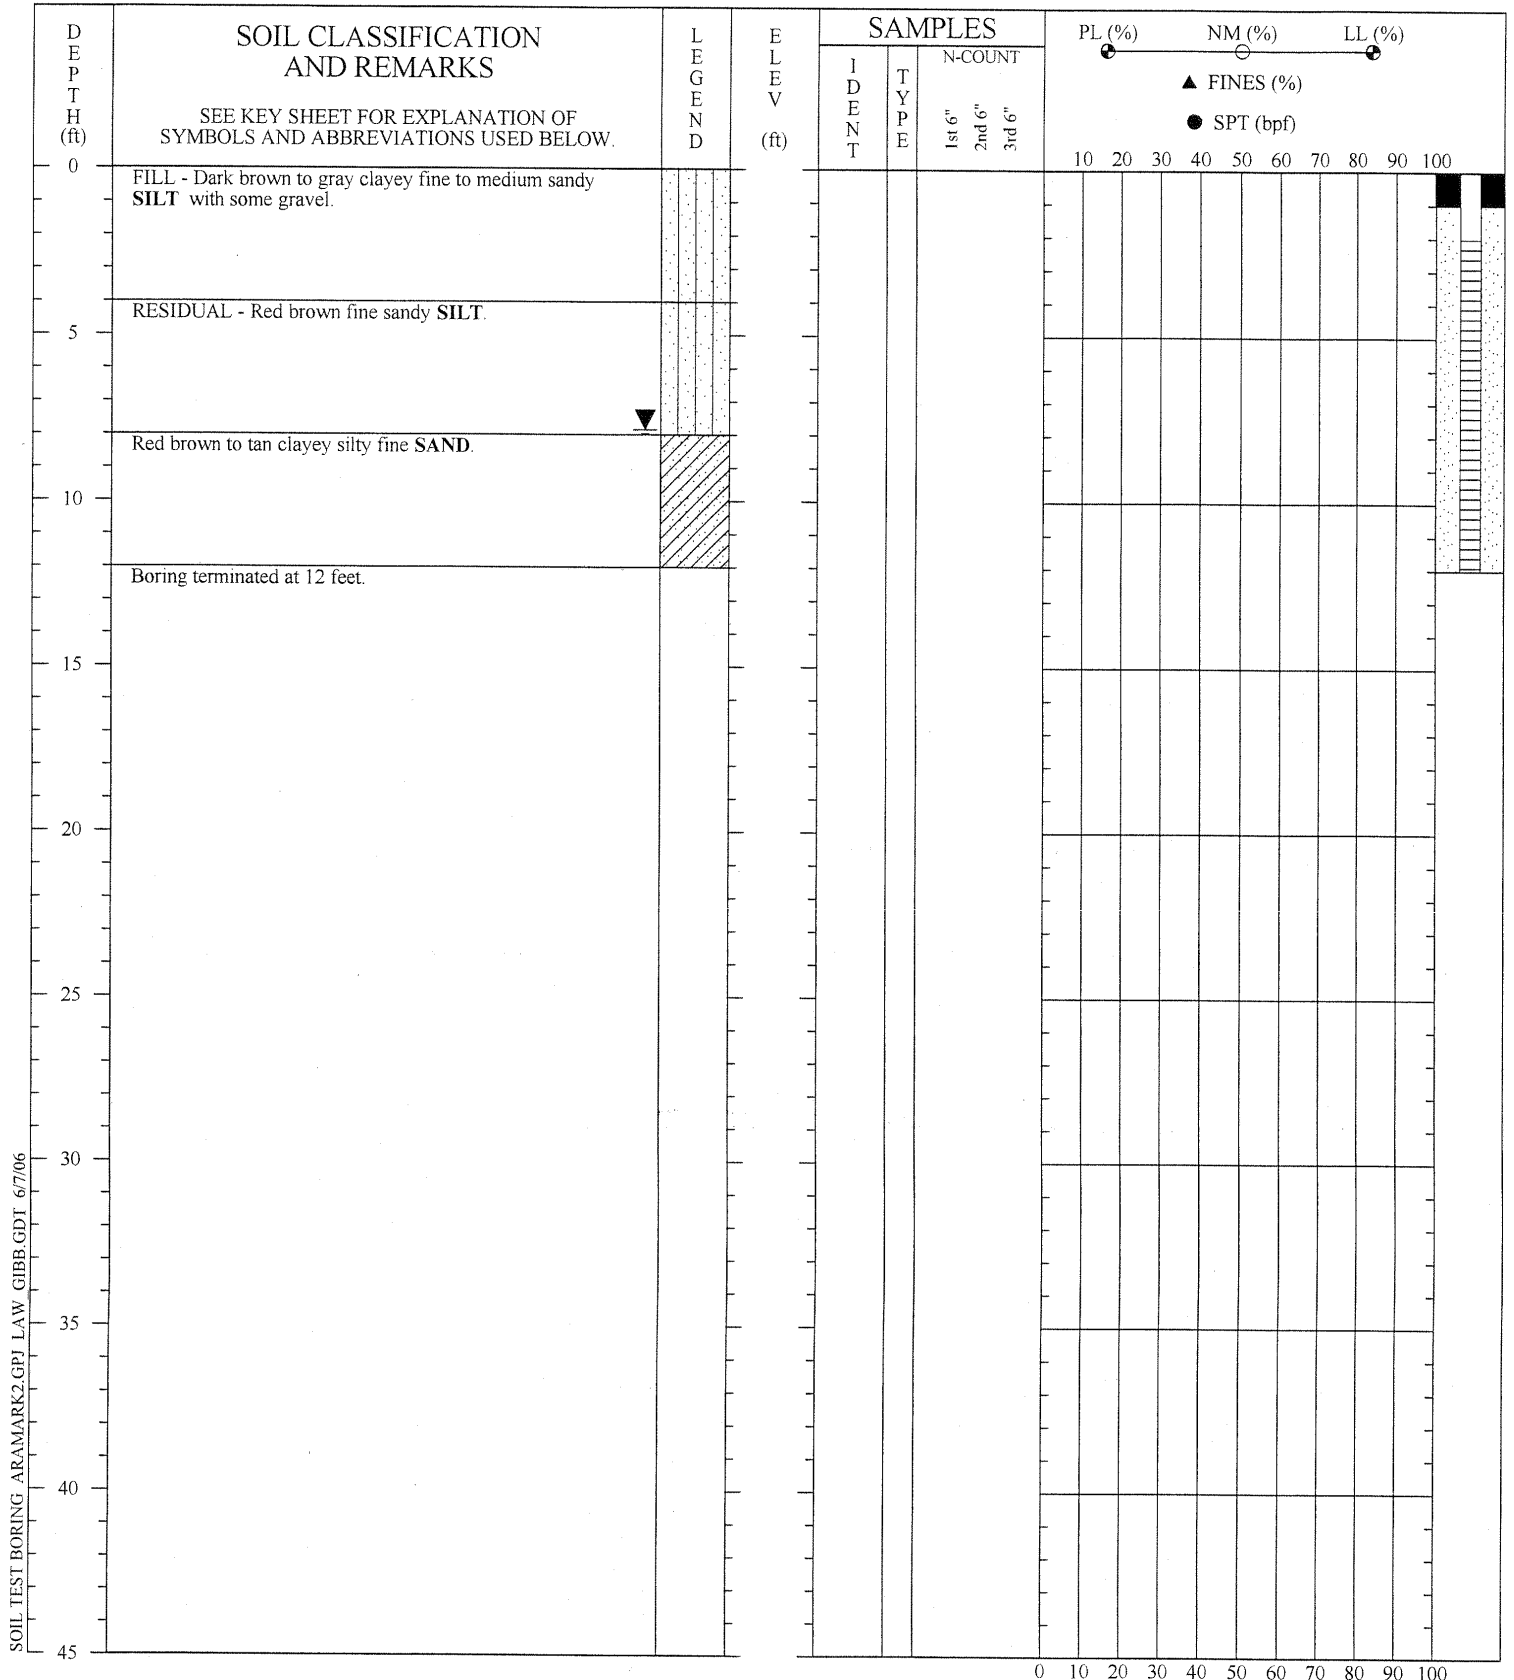 DEPTH
(ft)
SOIL CLASSIFICATION
AND REMARKS
SEE KEY SHEET FOR EXPLANATION OF
SYMBOLS AND ABBREVIATIONS USED BELOW.
LEGEND
ELEV
(ft)
SAMPLES
IDENT
TYPE
N-COUNT
1st 6"
2nd 6"
3rd 6"
PL (%) NM (%) LL (%)
▲ FINES (%)
● SPT (bpf)
10 20 30 40 50 60 70 80 90 100
0
FILL - Dark brown to gray clayey fine to medium sandy
SILT with some gravel.
RESIDUAL - Red brown fine sandy SILT.
5
Red brown to tan clayey silty fine SAND.
10
Boring terminated at 12 feet.
15
20
25
30
35
40
45
0 10 20 30 40 50 60 70 80 90 100
SOIL TEST BORING ARAMARK2.GPJ LAW_GIBB.GDT 6/7/06